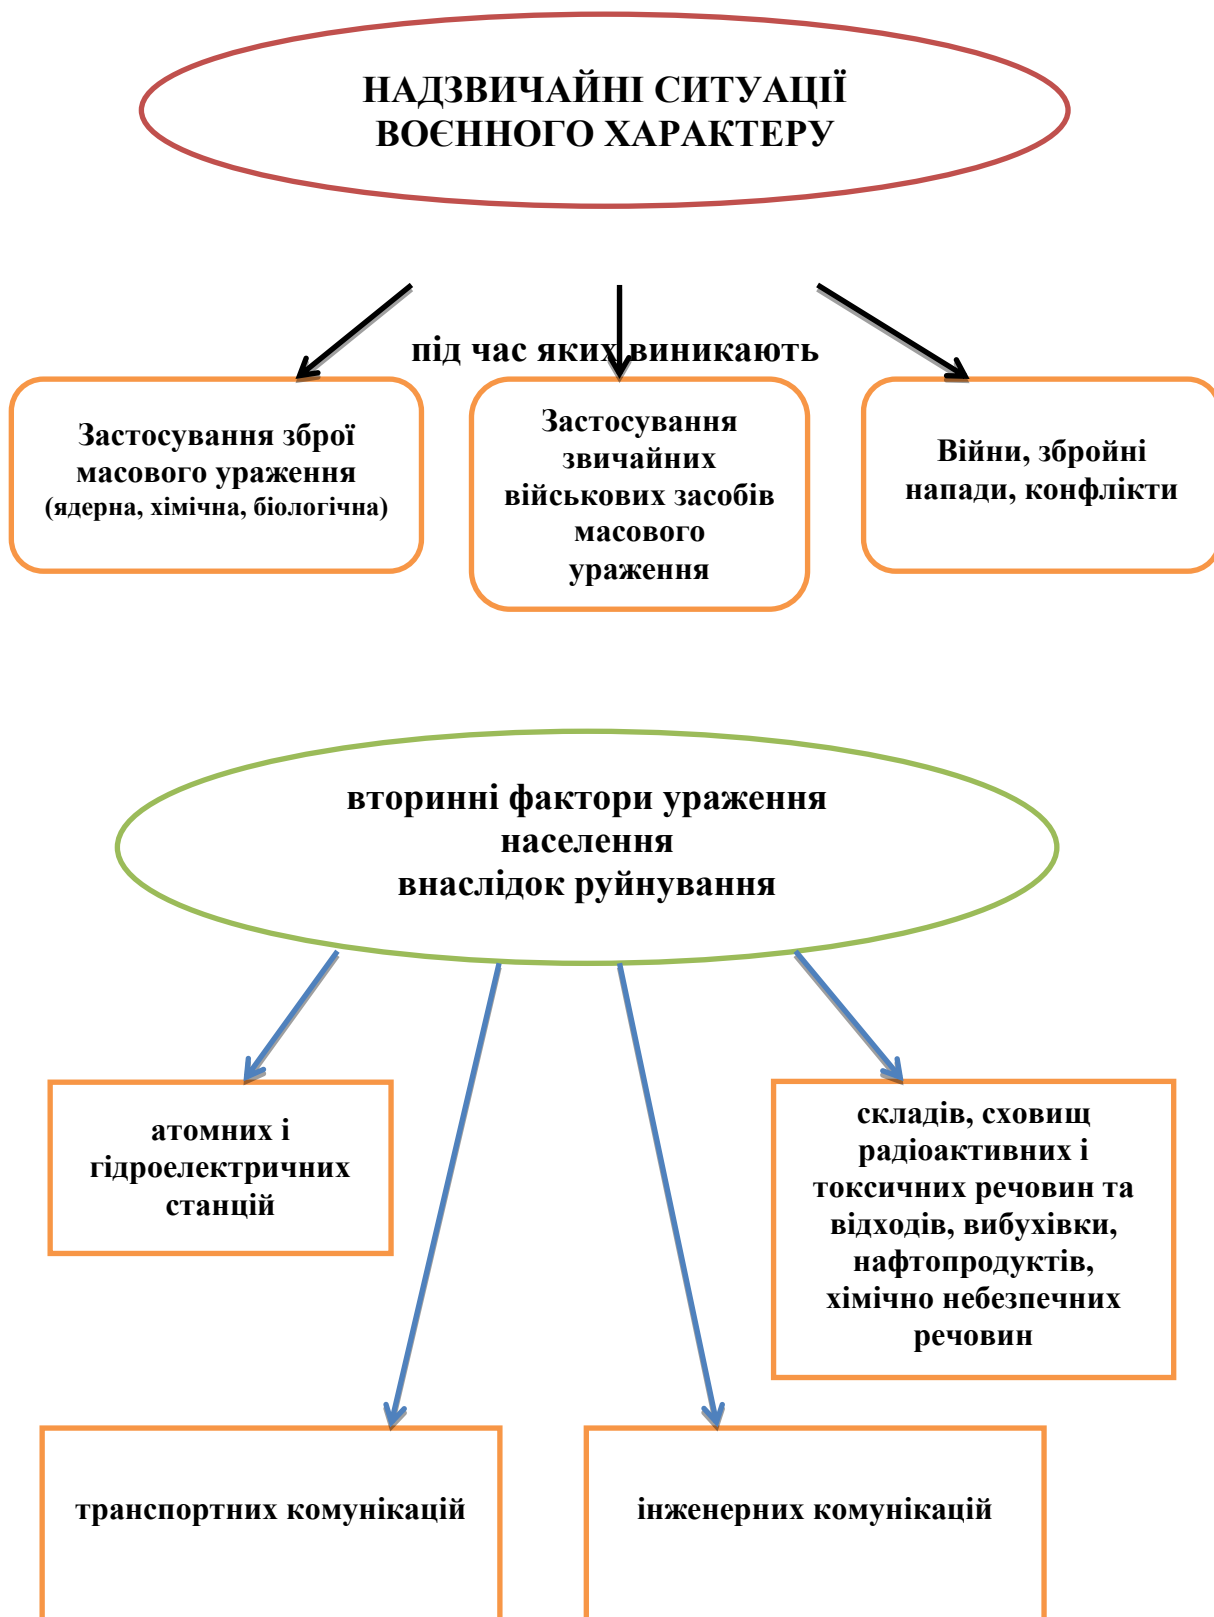 НАДЗВИЧАЙНІ СИТУАЦІЇ
ВОЄННОГО ХАРАКТЕРУ
під час яких виникають
Застосування зброї
масового ураження
(ядерна, хімічна, біологічна)
Застосування
звичайних
військових засобів
масового
ураження
Війни, збройні
напади, конфлікти
вторинні фактори ураження
населення
внаслідок руйнування
атомних і
гідроелектричних
станцій
складів, сховищ
радіоактивних і
токсичних речовин та
відходів, вибухівки,
нафтопродуктів,
хімічно небезпечних
речовин
транспортних комунікацій
інженерних комунікацій